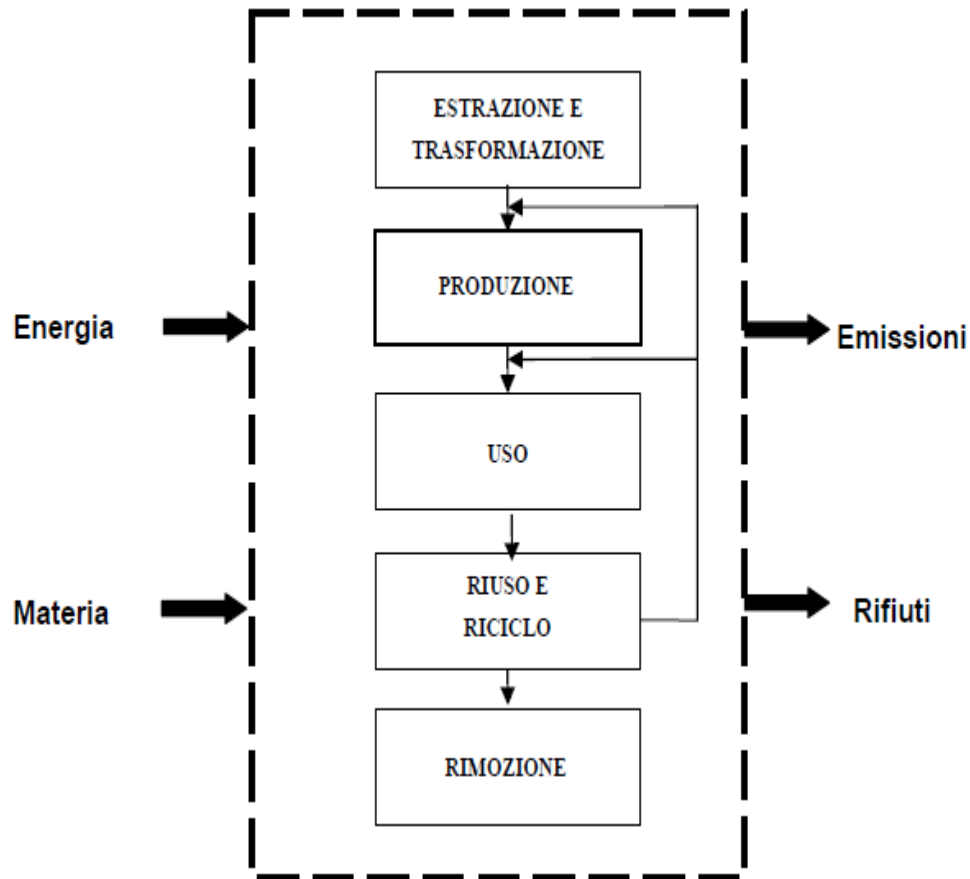 ESTRAZIONE E
TRASFORMAZIONE
PRODUZIONE
Energia
Emissioni
USO
RIUSO E
RICICLO
Materia
Rifiuti
RIMOZIONE